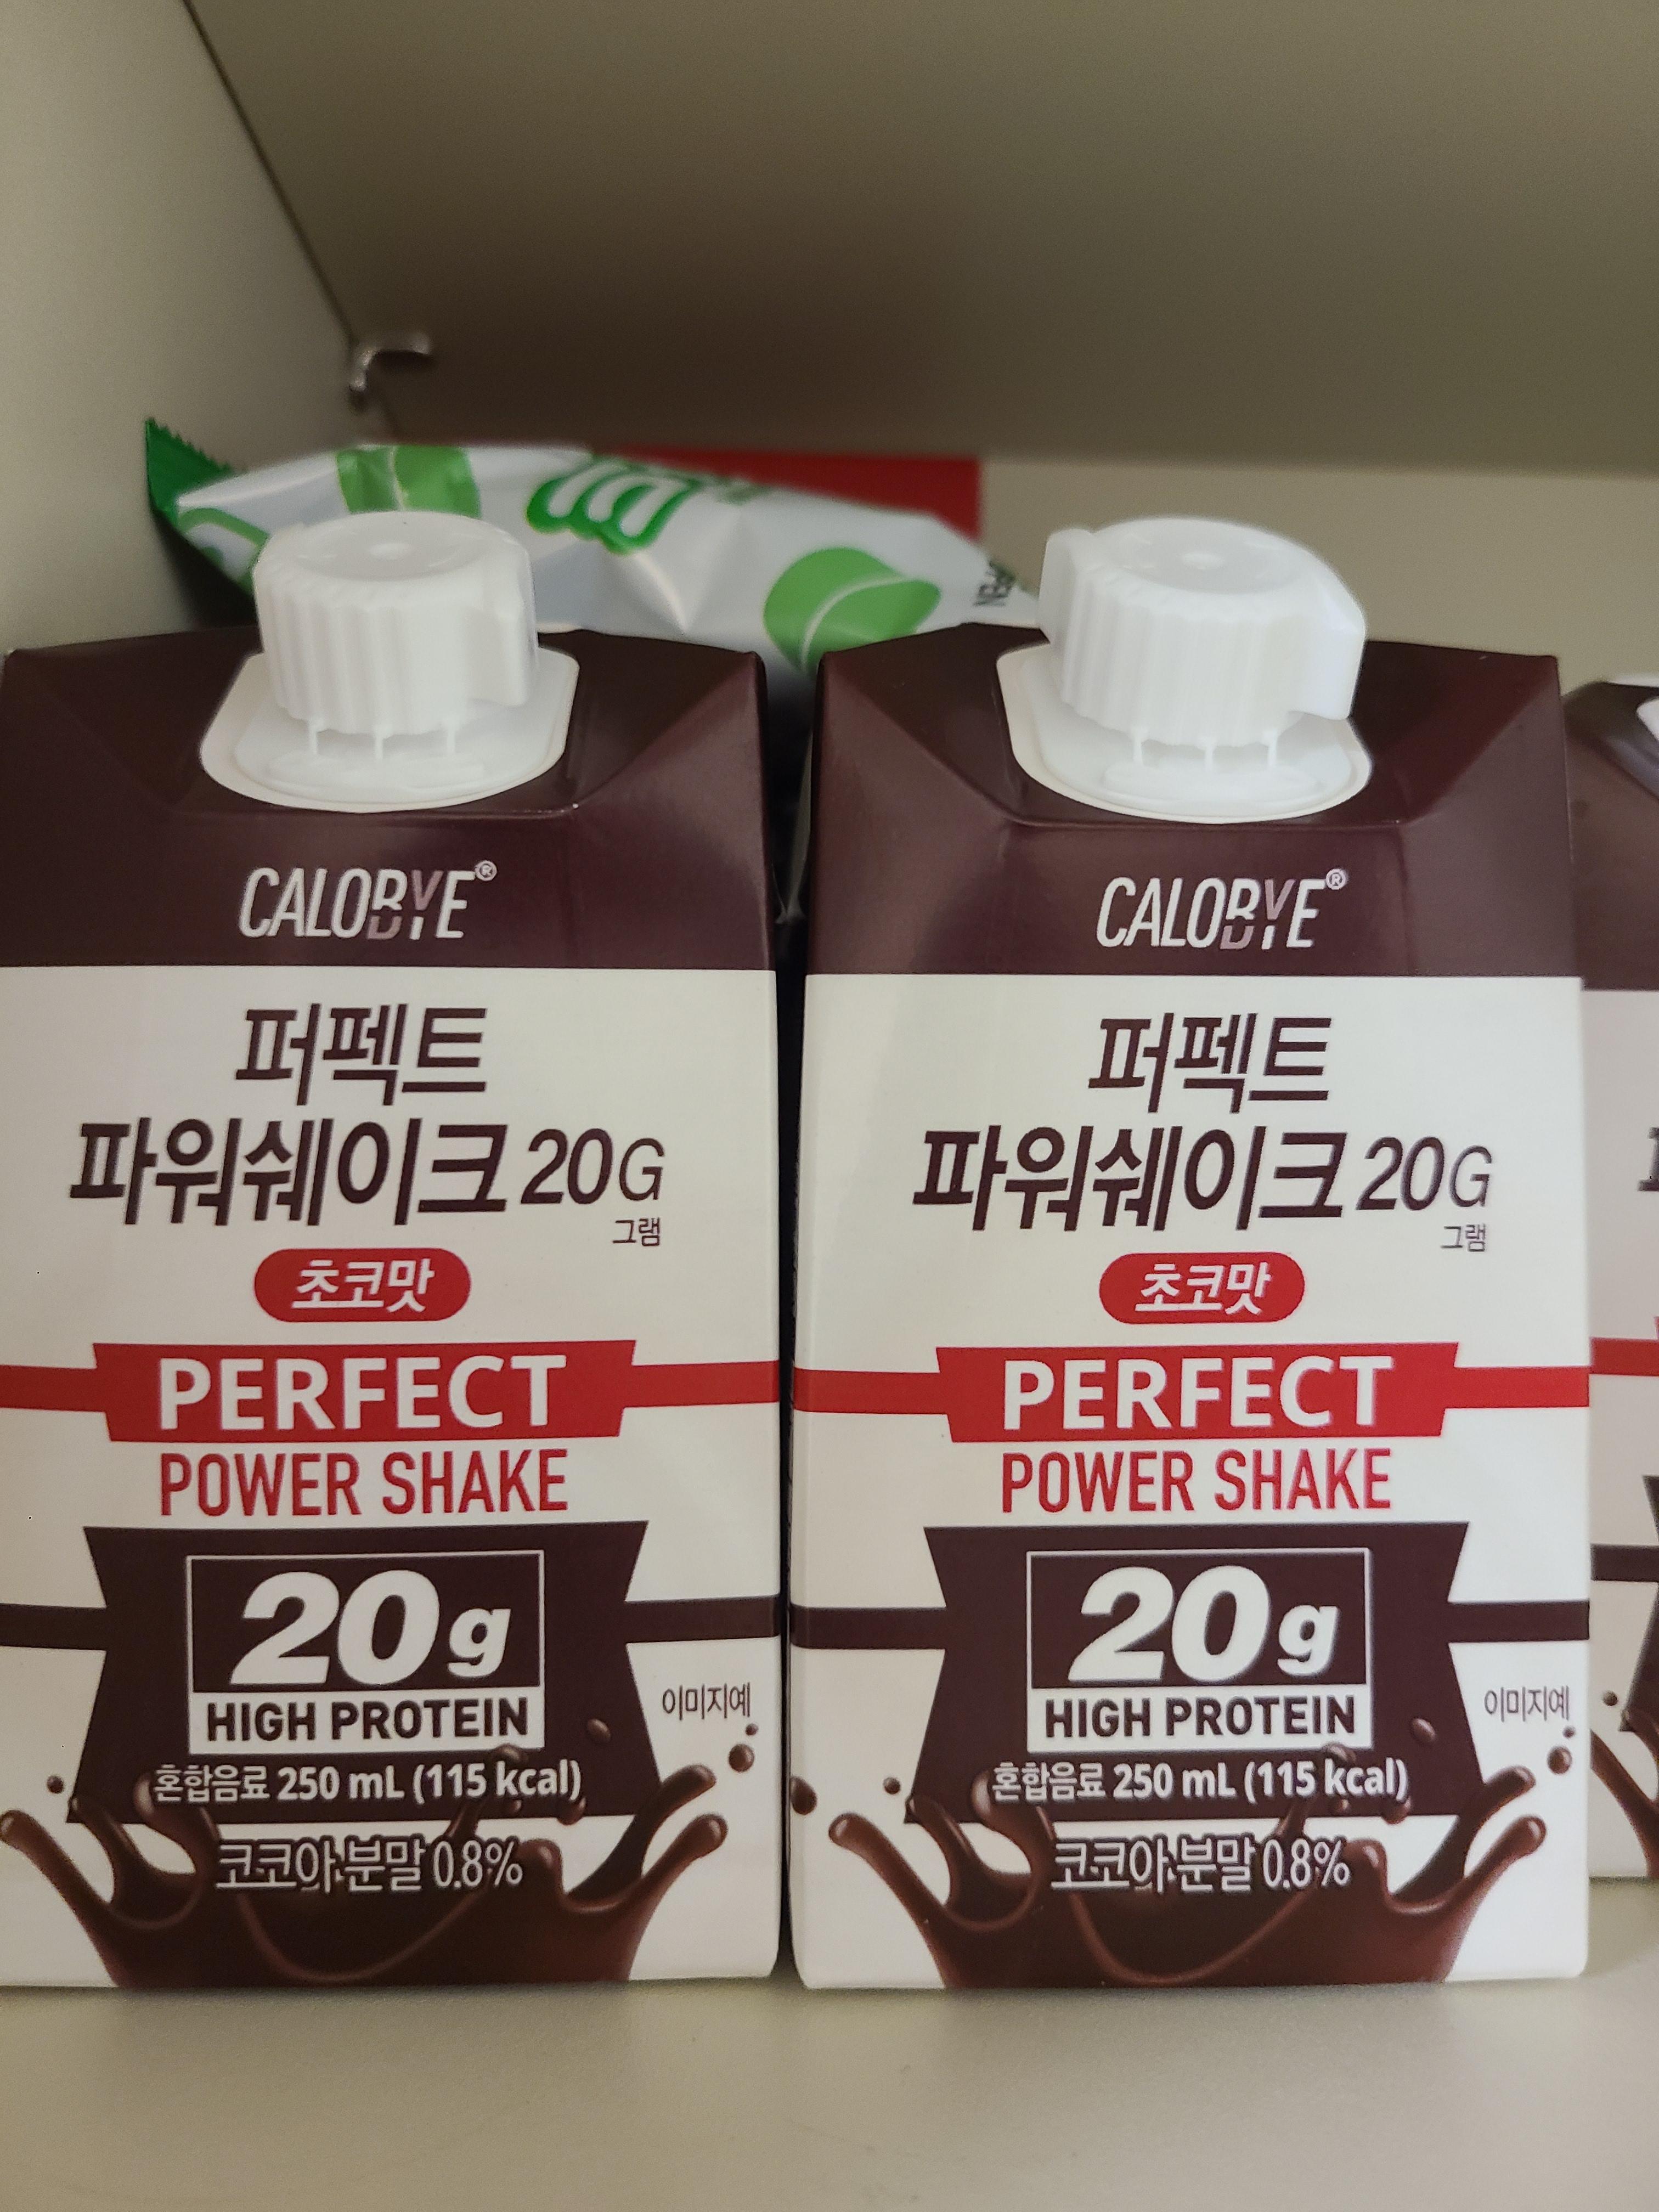 CALOBYE®
퍼펙트
파워쉐이크 20G
그램
초코맛
PERFECT
POWER SHAKE
20g
HIGH PROTEIN
이미지예
혼합음료 250 mL (115 kcal)
코코아분말 0.8%
CALOBYE®
퍼펙트
파워쉐이크 20G
그램
초코맛
PERFECT
POWER SHAKE
20g
HIGH PROTEIN
이미지예
혼합음료 250 mL (115 kcal)
코코아분말 0.8%